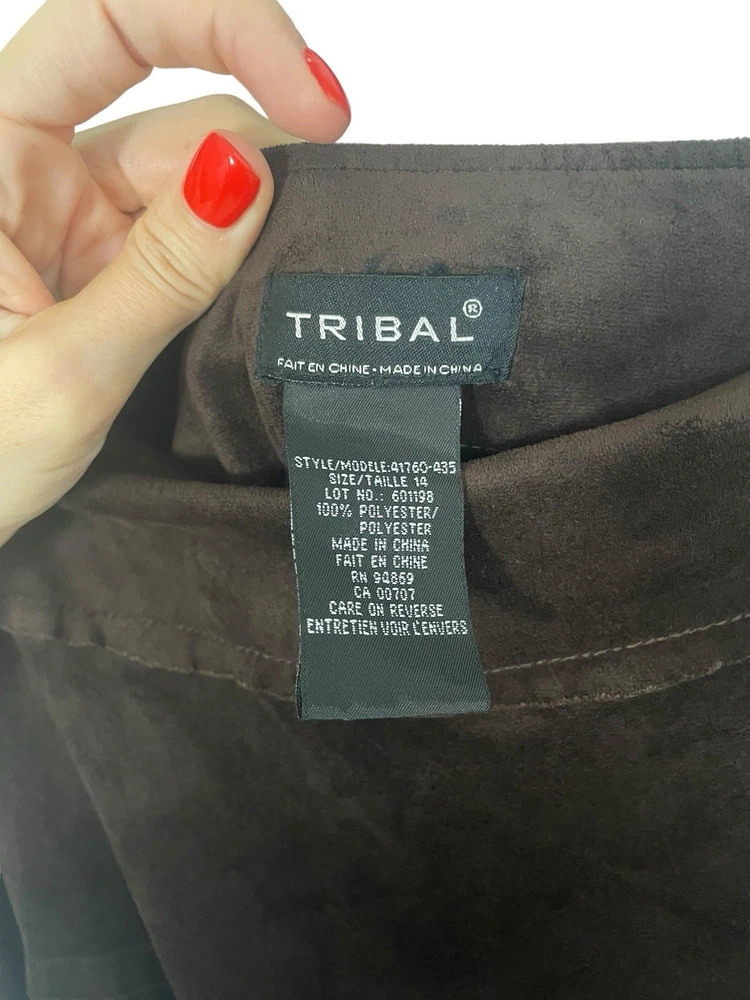 TRIBAL®
FAIT EN CHINE • MADE IN CHINA
STYLE/MODELE:41760-435
SIZE/TAILLE 14
LOT NO.: 601198
100% POLYESTER/
POLYESTER
MADE IN CHINA
FAIT EN CHINE
RN 94869
CA 00707
CARE ON REVERSE
ENTRETIEN VOIR L'ENVERS